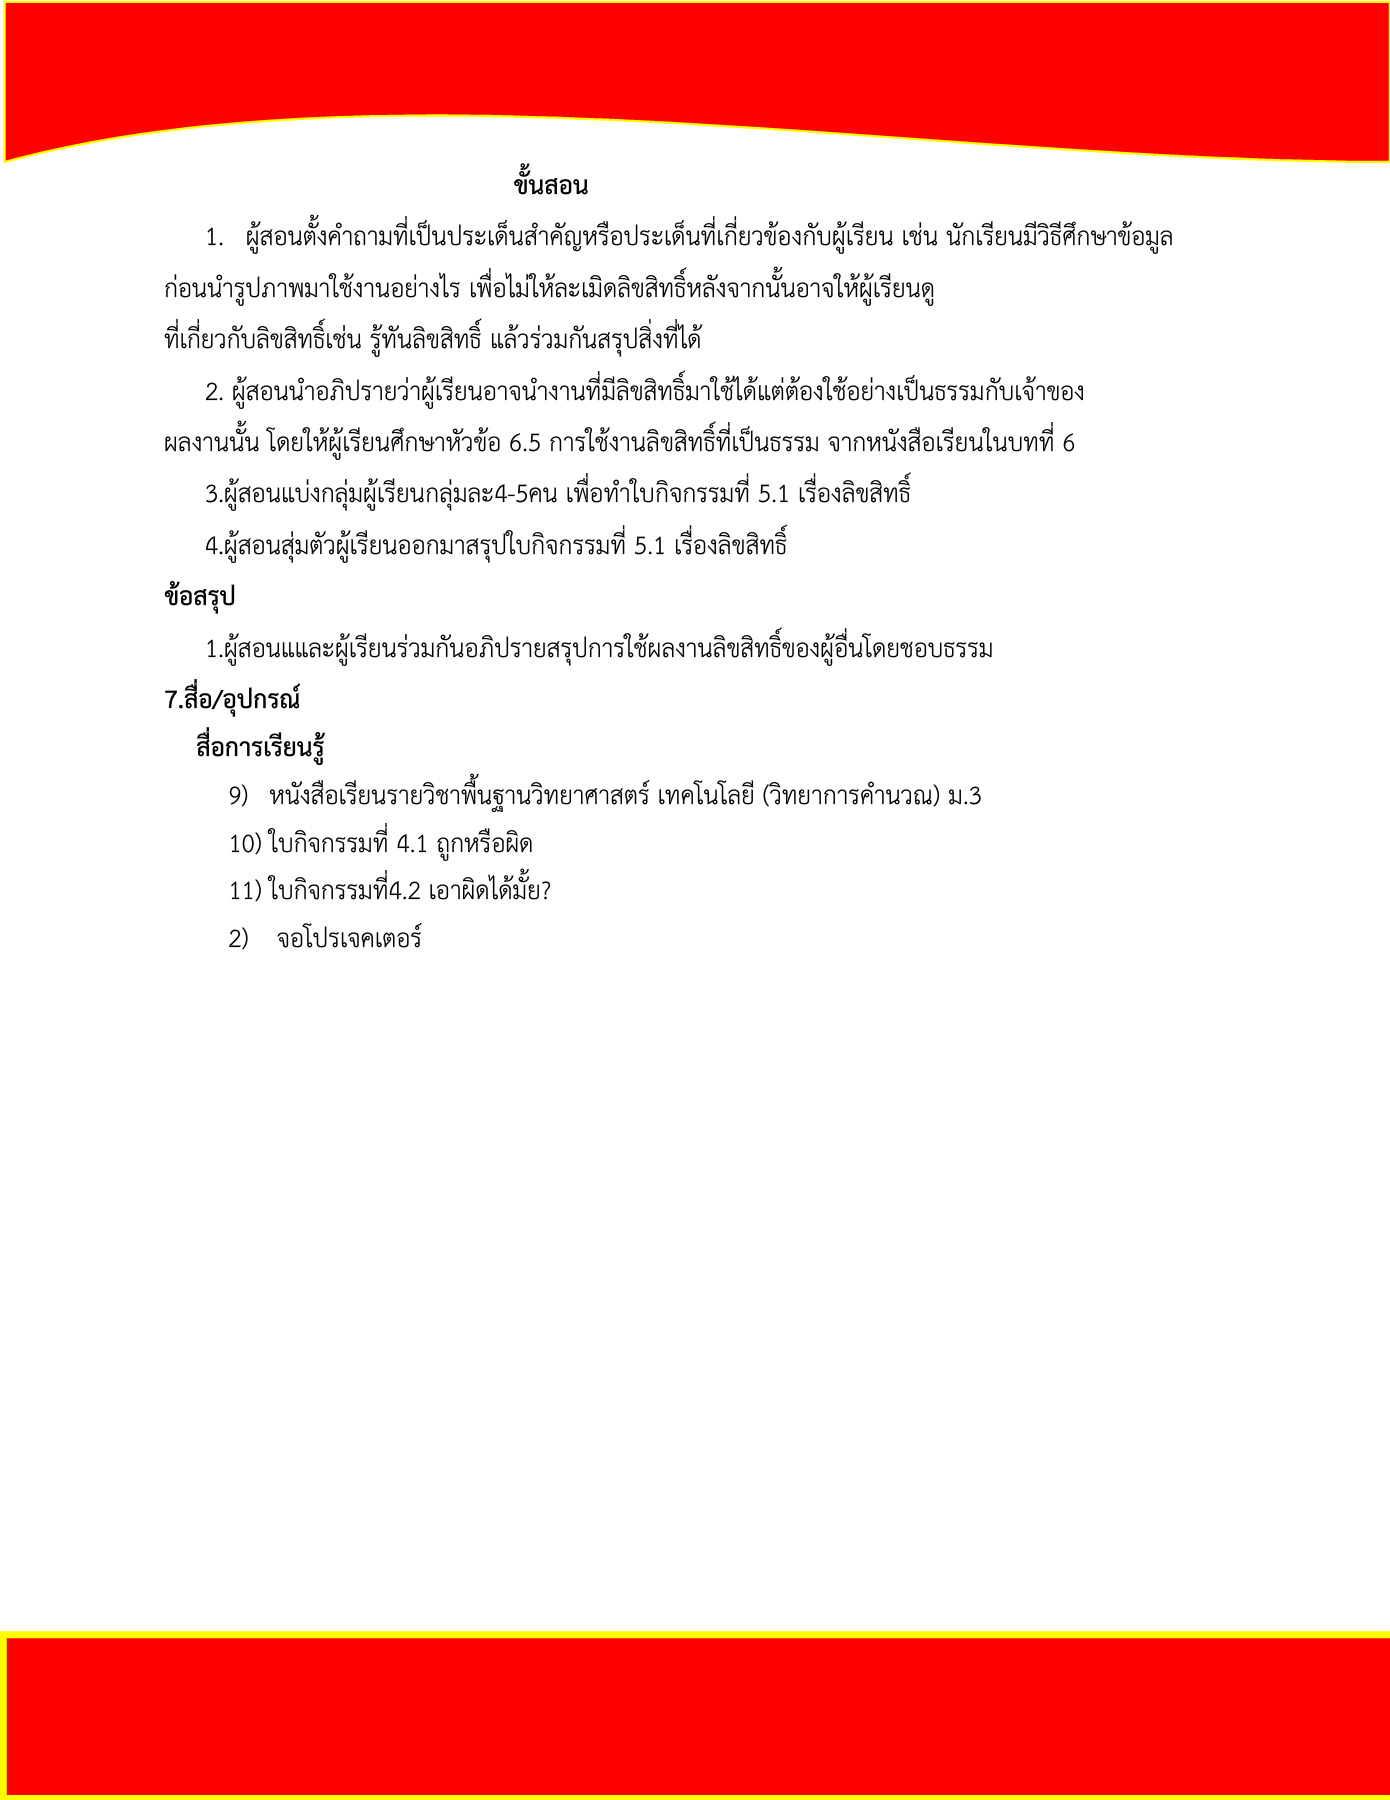 ขั้นสอน
1. ผู้สอนตั้งคำถามที่เป็นประเด็นสำคัญหรือประเด็นที่เกี่ยวข้องกับผู้เรียน เช่น นักเรียนมีวิธีศึกษาข้อมูล
ก่อนนำรูปภาพมาใช้งานอย่างไร เพื่อไม่ให้ละเมิดลิขสิทธิ์หลังจากนั้นอาจให้ผู้เรียนดู
ที่เกี่ยวกับลิขสิทธิ์เช่น รู้ทันลิขสิทธิ์ แล้วร่วมกันสรุปสิ่งที่ได้
2. ผู้สอนนำอภิปรายว่าผู้เรียนอาจนำงานที่มีลิขสิทธิ์มาใช้ได้แต่ต้องใช้อย่างเป็นธรรมกับเจ้าของ
ผลงานนั้น โดยให้ผู้เรียนศึกษาหัวข้อ 6.5 การใช้งานลิขสิทธิ์ที่เป็นธรรม จากหนังสือเรียนในบทที่ 6
3.ผู้สอนแบ่งกลุ่มผู้เรียนกลุ่มละ4-5คน เพื่อทำใบกิจกรรมที่ 5.1 เรื่องลิขสิทธิ์
4.ผู้สอนสุ่มตัวผู้เรียนออกมาสรุปใบกิจกรรมที่ 5.1 เรื่องลิขสิทธิ์
ข้อสรุป
1.ผู้สอนแและผู้เรียนร่วมกันอภิปรายสรุปการใช้ผลงานลิขสิทธิ์ของผู้อื่นโดยชอบธรรม
7.สื่อ/อุปกรณ์
สื่อการเรียนรู้
9) หนังสือเรียนรายวิชาพื้นฐานวิทยาศาสตร์ เทคโนโลยี (วิทยาการคำนวณ) ม.3
10) ใบกิจกรรมที่ 4.1 ถูกหรือผิด
11) ใบกิจกรรมที่4.2 เอาผิดได้มั้ย?
2) จอโปรเจคเตอร์